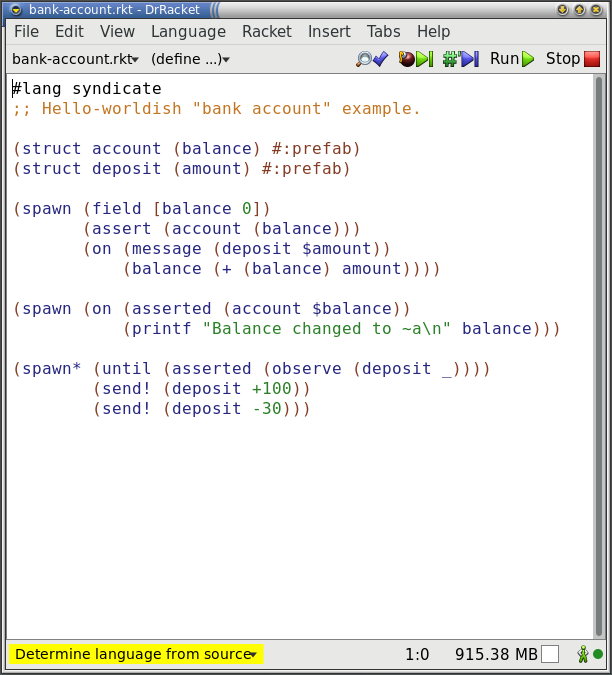 bank-account.rkt - DrRacket
File Edit View Language Racket Insert Tabs Help
bank-account.rkt (define ...) Run Stop
#lang syndicate
;; Hello-worldish "bank account" example.
(struct account (balance) #:prefab)
(struct deposit (amount) #:prefab)
(spawn (field [balance 0])
(assert (account (balance)))
(on (message (deposit $amount))
(balance (+ (balance) amount))))
(spawn (on (asserted (account $balance))
(printf "Balance changed to ~a\n" balance)))
(spawn* (until (asserted (observe (deposit _))))
(send! (deposit +100))
(send! (deposit -30)))
Determine language from source 1:0 915.38 MB